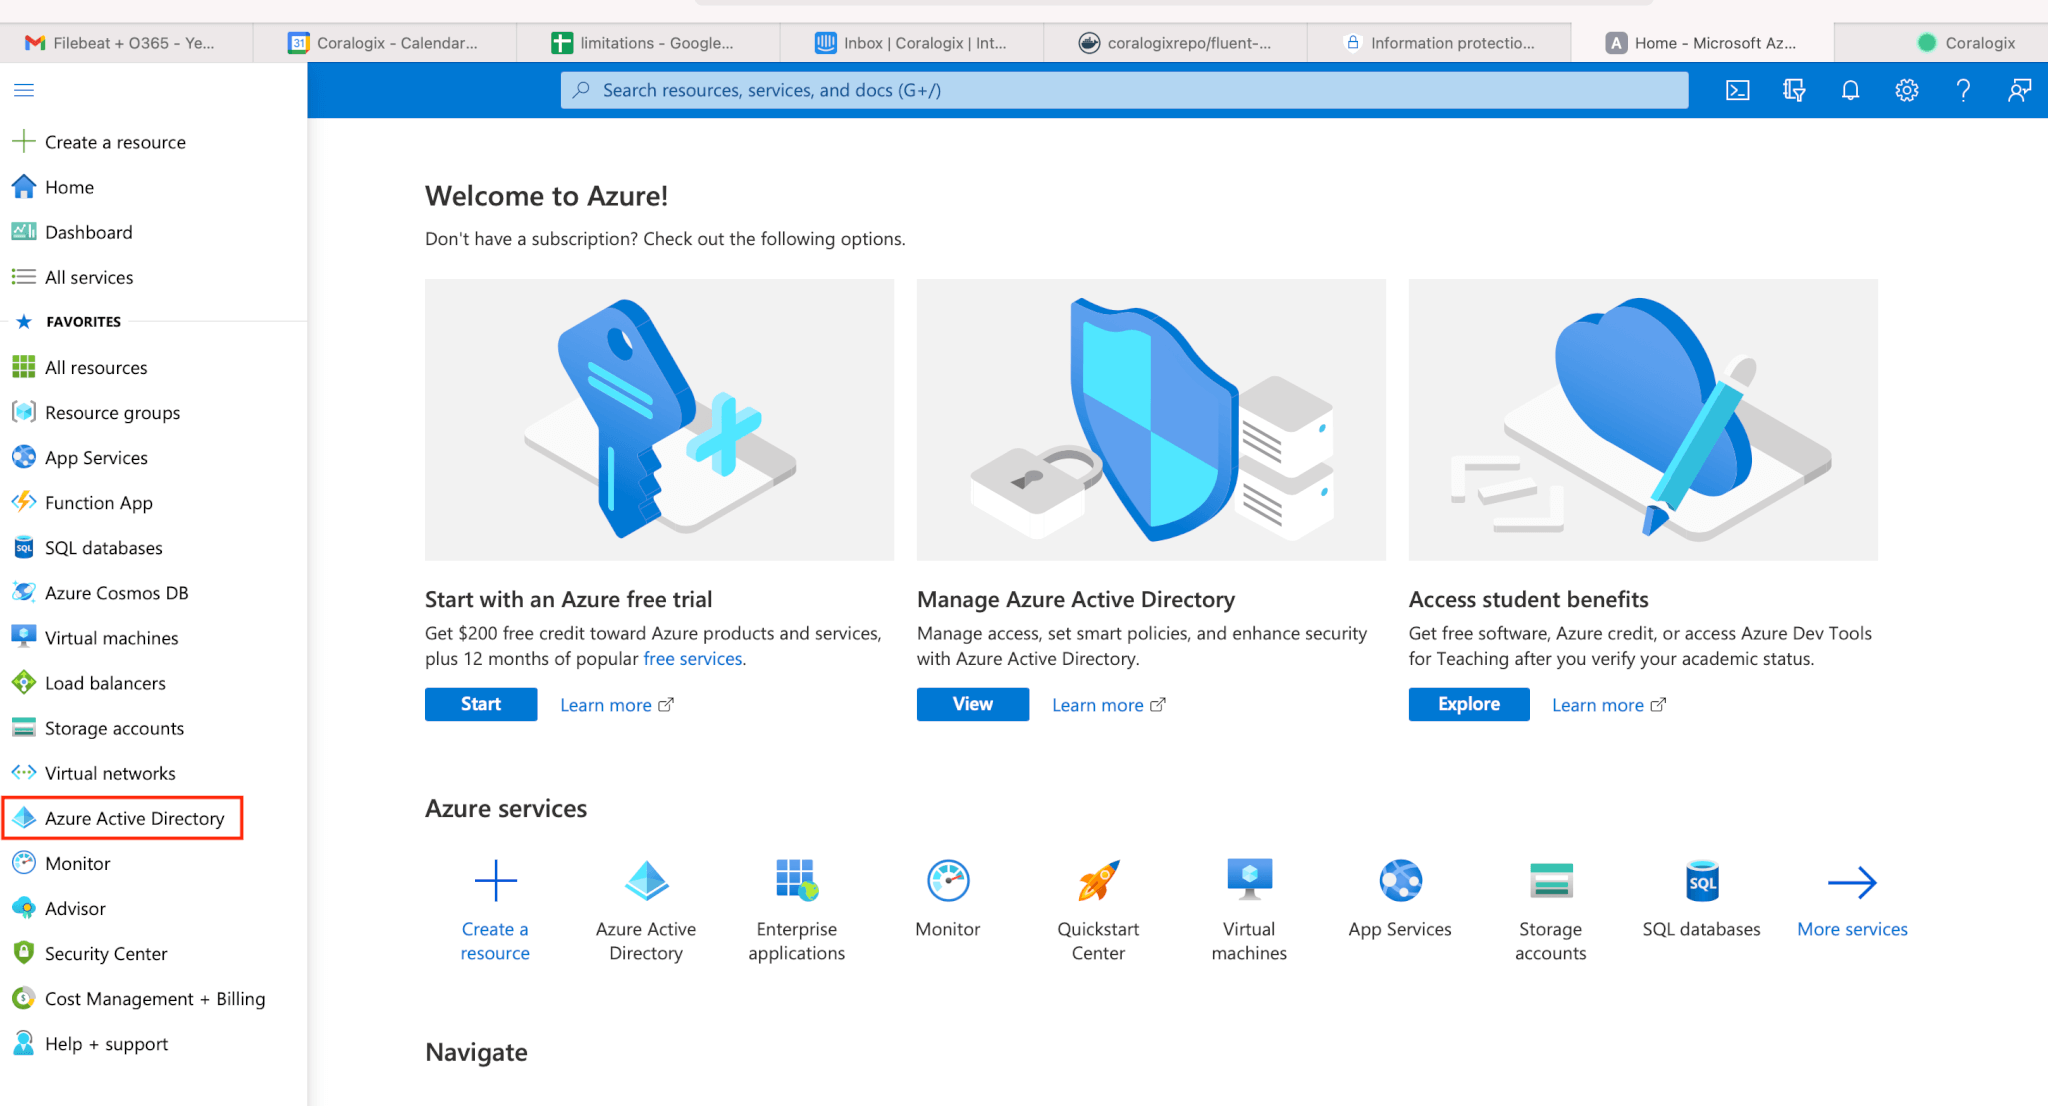 Filebeat + O365 - Ye...
31
Coralogix - Calendar...
limitations - Google...
Inbox | Coralogix | Int...
coralogixrepo/fluent-...
Information protectio...
A
Home - Microsoft Az...
Coralogix
Search resources, services, and docs (G+/)
Create a resource
Home
Dashboard
All services
FAVORITES
All resources
Resource groups
App Services
Function App
SQL
SQL databases
Azure Cosmos DB
Virtual machines
Load balancers
Storage accounts
Virtual networks
Azure Active Directory
Monitor
Advisor
Security Center
Cost Management + Billing
Help + support
Welcome to Azure!
Don't have a subscription? Check out the following options.
Start with an Azure free trial
Get $200 free credit toward Azure products and services,
plus 12 months of popular free services.
Start
Learn more
Manage Azure Active Directory
Manage access, set smart policies, and enhance security
with Azure Active Directory.
View
Learn more
Access student benefits
Get free software, Azure credit, or access Azure Dev Tools
for Teaching after you verify your academic status.
Explore
Learn more
Azure services
Create a
resource
Azure Active
Directory
Enterprise
applications
Monitor
Quickstart
Center
Virtual
machines
App Services
Storage
accounts
SQL
SQL databases
More services
Navigate